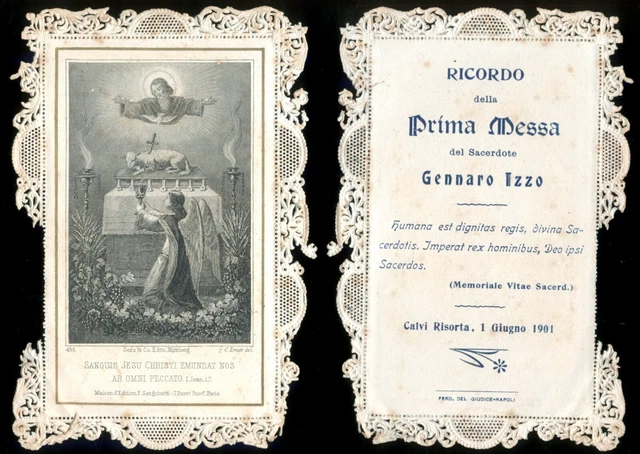 SANGUIS JESU CHRISTI EMUNDAT NOS
AB OMNI PECCATO. I. Joan. I.7.
RICORDO
della
Prima Messa
del Sacerdote
Gennaro Izzo
Humana est dignitas regis, divina Sa-
cerdotis. Imperat rex hominibus, Deo ipsi
Sacerdos.
(Memoriale Vitae Sacerd.)
Calvi Risorta, 1 Giugno 1901
FERD. DEL GIUDICE-NAPOLI